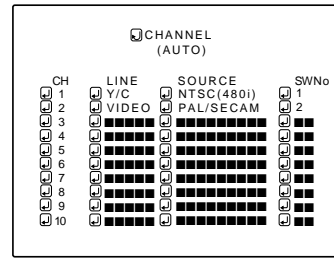 CHANNEL
(AUTO)
CH LINE SOURCE SWNo
1 Y/C NTSC(480i) 1
2 VIDEO PAL/SECAM 2
3 ■■■■■ ■■■■■■■■■ ■■
4 ■■■■■ ■■■■■■■■■ ■■
5 ■■■■■ ■■■■■■■■■ ■■
6 ■■■■■ ■■■■■■■■■ ■■
7 ■■■■■ ■■■■■■■■■ ■■
8 ■■■■■ ■■■■■■■■■ ■■
9 ■■■■■ ■■■■■■■■■ ■■
10 ■■■■■ ■■■■■■■■■ ■■